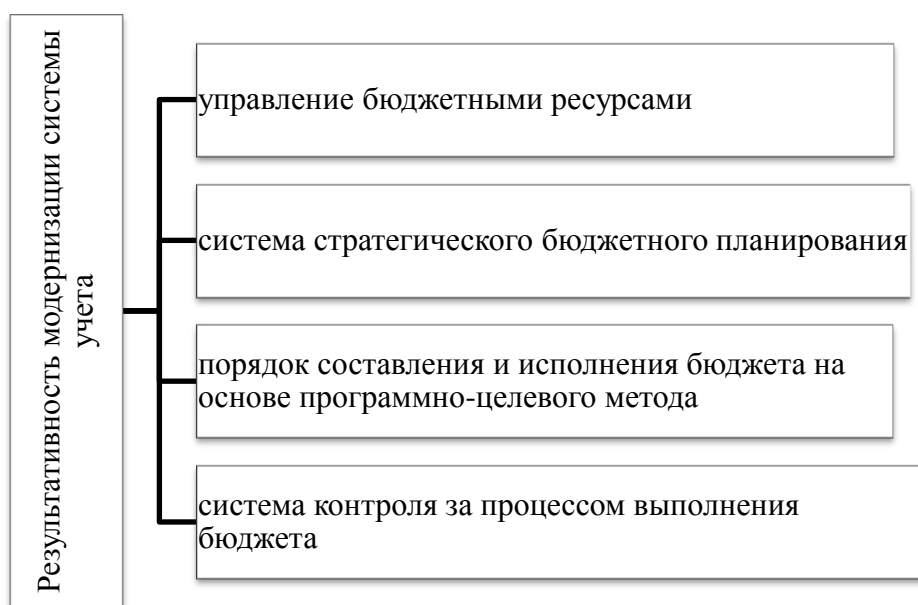 Результативность модернизации системы
учета
управление бюджетными ресурсами
система стратегического бюджетного планирования
порядок составления и исполнения бюджета на
основе программно-целевого метода
система контроля за процессом выполнения
бюджета